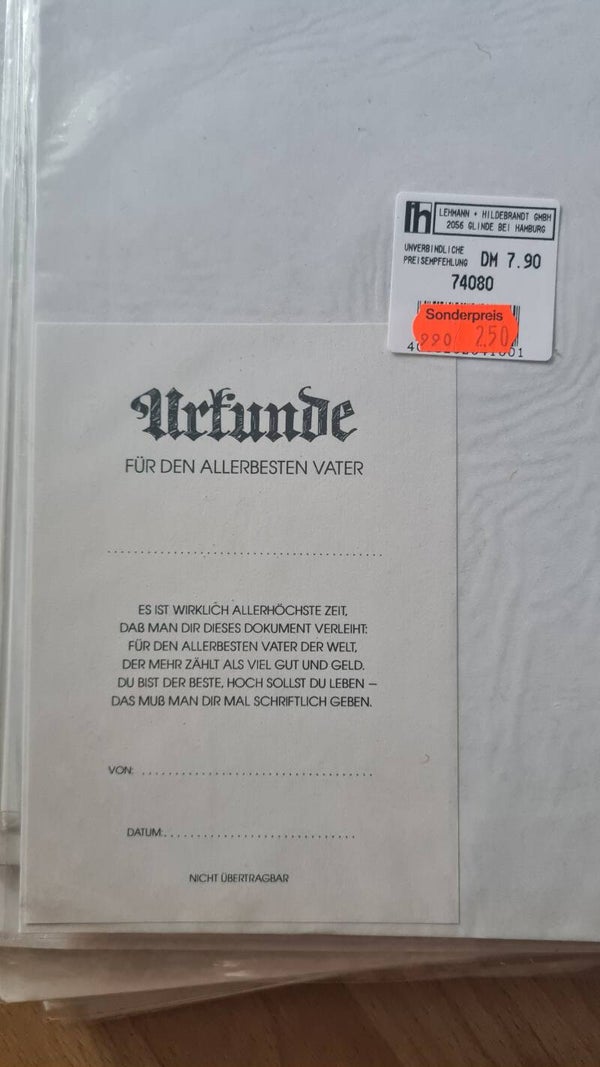 lh
LEHMANN + HILDEBRANDT GMBH
2056 GLINDE BEI HAMBURG
UNVERBINDLICHE
PREISEMPFEHLUNG DM 7.90
74080
Sonderpreis
990 250
Urkunde
FÜR DEN ALLERBESTEN VATER
ES IST WIRKLICH ALLERHÖCHSTE ZEIT,
DAß MAN DIR DIESES DOKUMENT VERLEIHT:
FÜR DEN ALLERBESTEN VATER DER WELT,
DER MEHR ZÄHLT ALS VIEL GUT UND GELD.
DU BIST DER BESTE, HOCH SOLLST DU LEBEN –
DAS MUß MAN DIR MAL SCHRIFTLICH GEBEN.
VON:
DATUM:
NICHT ÜBERTRAGBAR